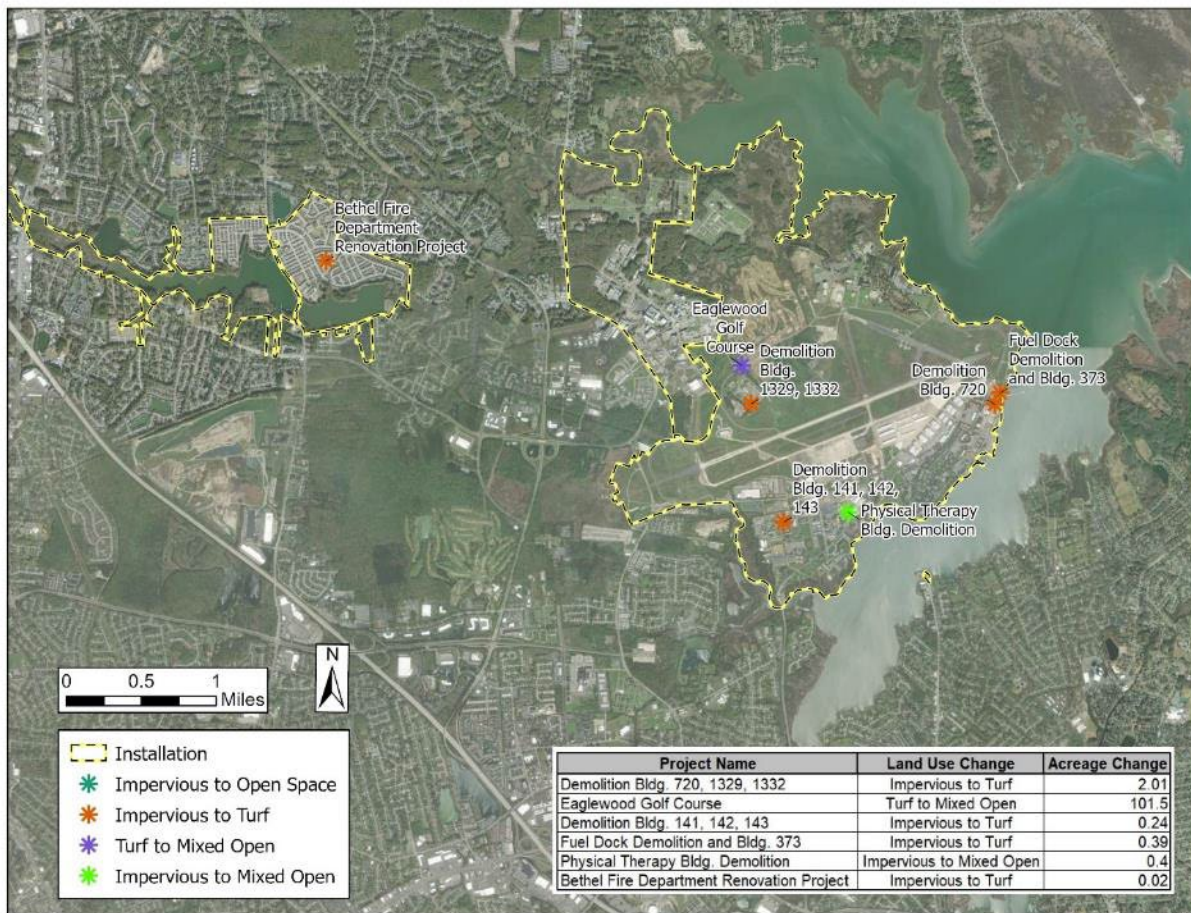 Bethel Fire
Department
Renovation Project
Eaglewood
Golf
Course
Demolition
Bldg.
1329, 1332
Fuel Dock
Demolition
and Bldg. 373
Demolition
Bldg. 720
Demolition
Bldg. 141, 142,
143
Physical Therapy
Bldg. Demolition
N
0 0.5 1
Miles
Installation
Impervious to Open Space
Impervious to Turf
Turf to Mixed Open
Impervious to Mixed Open
Project Name Land Use Change Acreage Change
Demolition Bldg. 720, 1329, 1332 Impervious to Turf 2.01
Eaglewood Golf Course Turf to Mixed Open 101.5
Demolition Bldg. 141, 142, 143 Impervious to Turf 0.24
Fuel Dock Demolition and Bldg. 373 Impervious to Turf 0.39
Physical Therapy Bldg. Demolition Impervious to Mixed Open 0.4
Bethel Fire Department Renovation Project Impervious to Turf 0.02